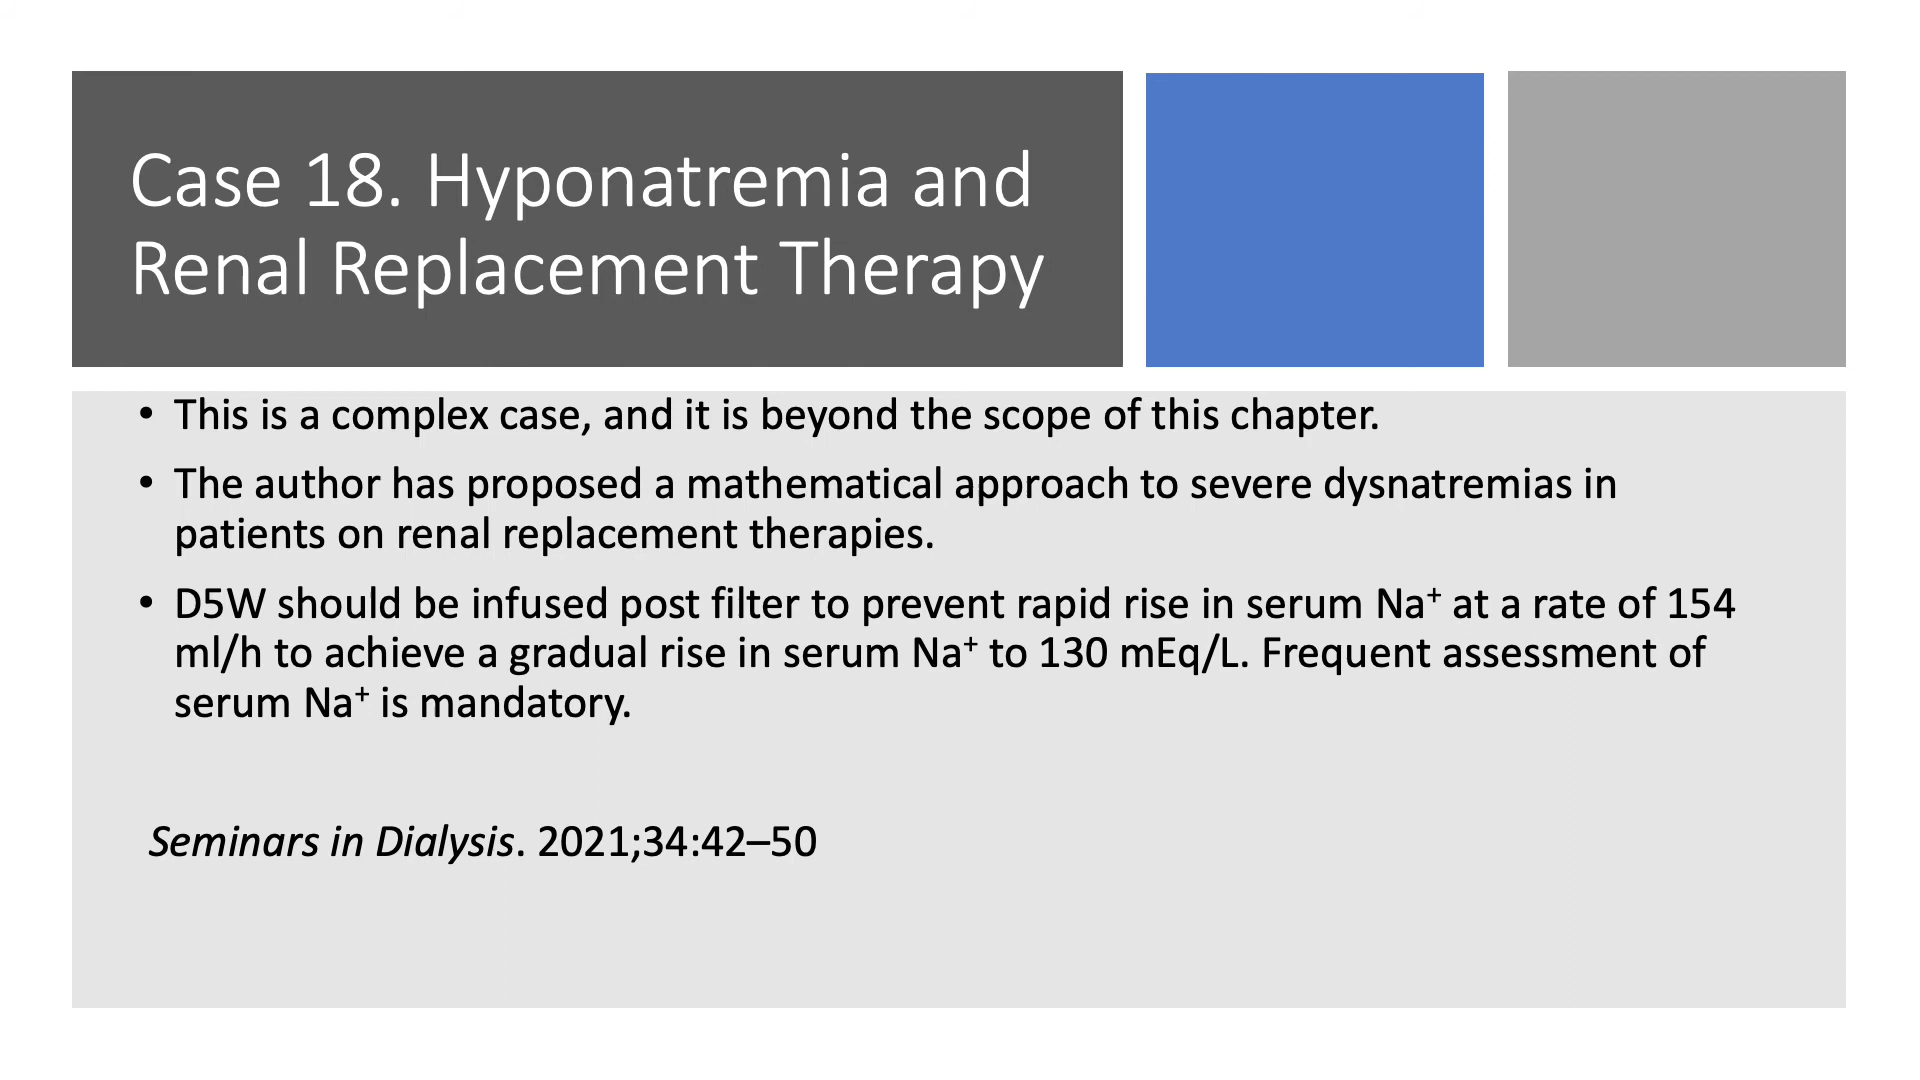 Case 18. Hyponatremia and
Renal Replacement Therapy
• This is a complex case, and it is beyond the scope of this chapter.
• The author has proposed a mathematical approach to severe dysnatremias in
patients on renal replacement therapies.
• D5W should be infused post filter to prevent rapid rise in serum Na⁺ at a rate of 154
ml/h to achieve a gradual rise in serum Na⁺ to 130 mEq/L. Frequent assessment of
serum Na⁺ is mandatory.
Seminars in Dialysis. 2021;34:42–50